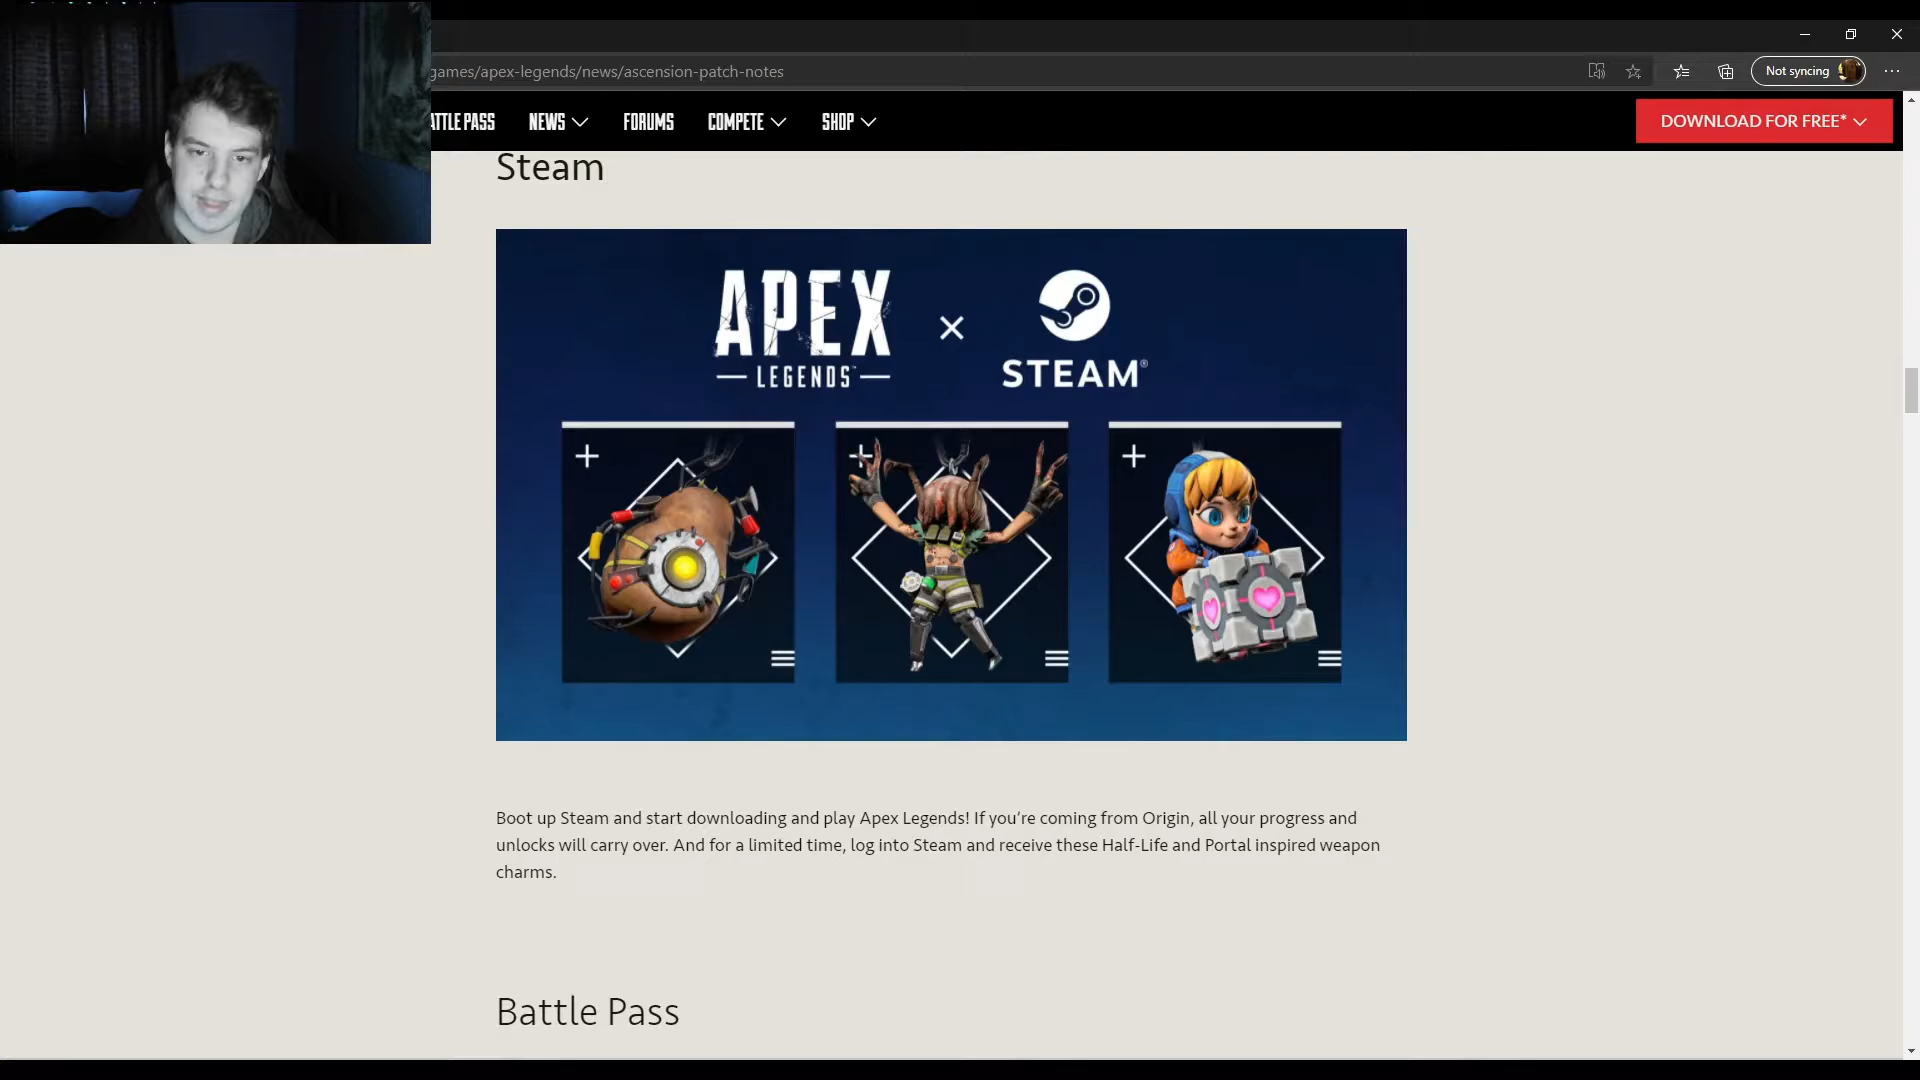 games/apex-legends/news/ascension-patch-notes
Not syncing
ATTLE PASS NEWS FORUMS COMPETE SHOP
DOWNLOAD FOR FREE*
Steam
APEX
LEGENDS™
×
STEAM®
Boot up Steam and start downloading and play Apex Legends! If you’re coming from Origin, all your progress and
unlocks will carry over. And for a limited time, log into Steam and receive these Half-Life and Portal inspired weapon
charms.
Battle Pass